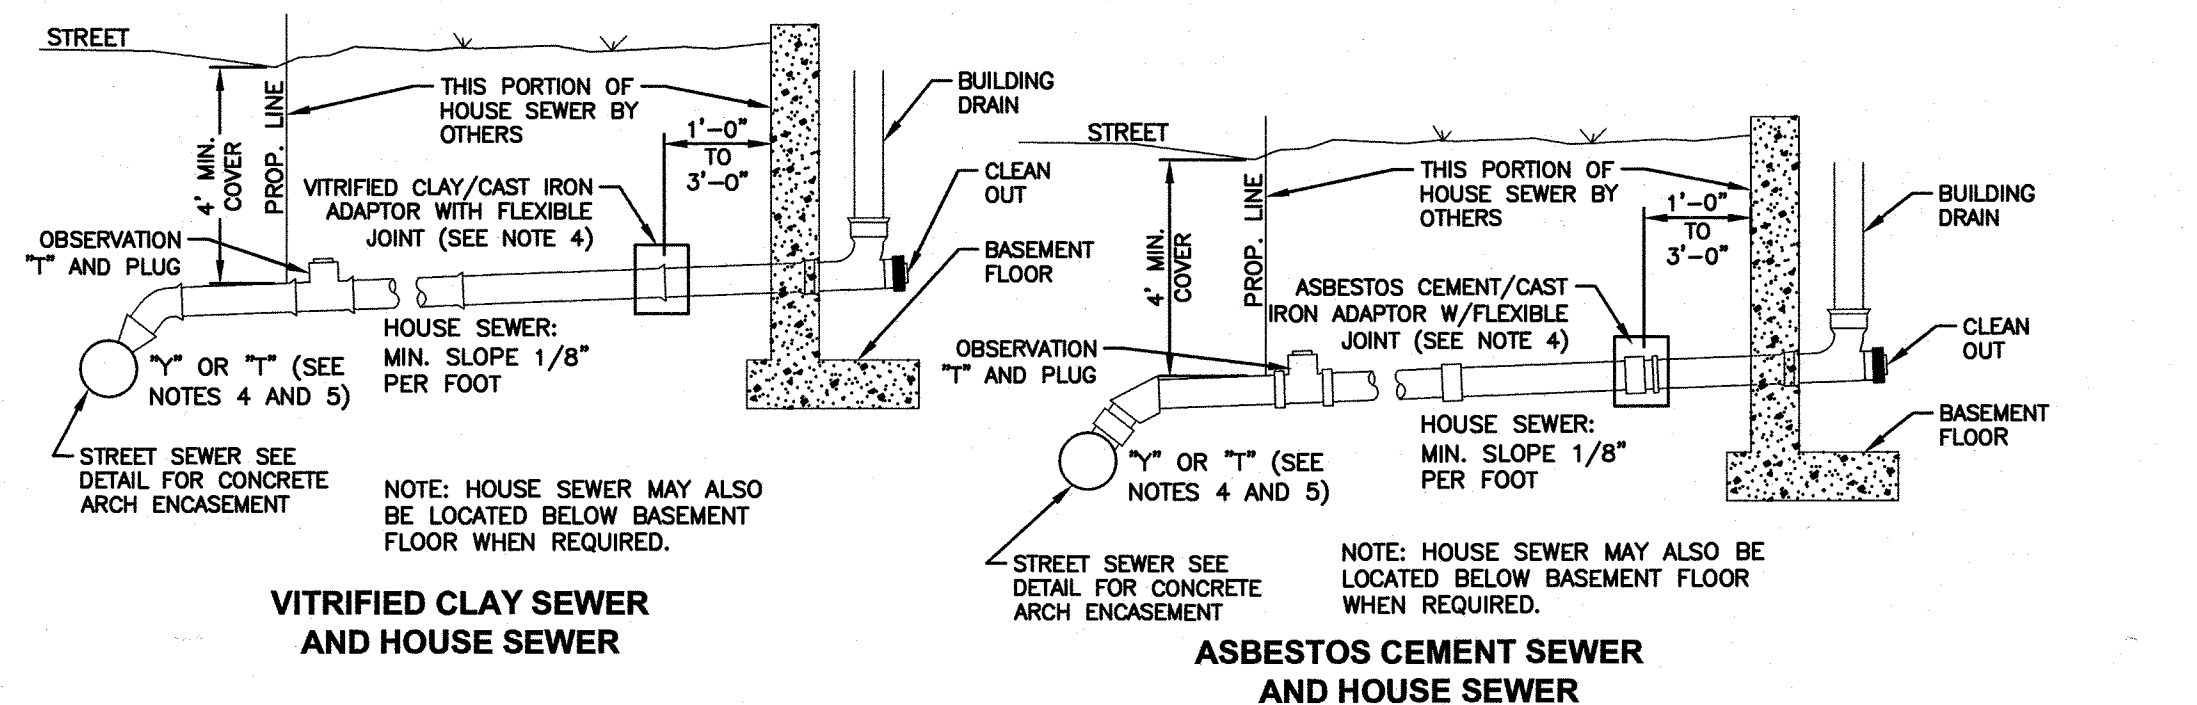 STREET
4' MIN.
COVER
PROP. LINE
THIS PORTION OF
HOUSE SEWER BY
OTHERS
1'-0"
TO
3'-0"
BUILDING
DRAIN
CLEAN
OUT
VITRIFIED CLAY/CAST IRON
ADAPTOR WITH FLEXIBLE
JOINT (SEE NOTE 4)
OBSERVATION
"T" AND PLUG
BASEMENT
FLOOR
HOUSE SEWER:
MIN. SLOPE 1/8"
PER FOOT
"Y" OR "T" (SEE
NOTES 4 AND 5)
STREET SEWER SEE
DETAIL FOR CONCRETE
ARCH ENCASEMENT
NOTE: HOUSE SEWER MAY ALSO
BE LOCATED BELOW BASEMENT
FLOOR WHEN REQUIRED.
VITRIFIED CLAY SEWER
AND HOUSE SEWER
STREET
4' MIN.
COVER
PROP. LINE
THIS PORTION OF
HOUSE SEWER BY
OTHERS
1'-0"
TO
3'-0"
BUILDING
DRAIN
ASBESTOS CEMENT/CAST
IRON ADAPTOR W/FLEXIBLE
JOINT (SEE NOTE 4)
OBSERVATION
"T" AND PLUG
CLEAN
OUT
BASEMENT
FLOOR
HOUSE SEWER:
MIN. SLOPE 1/8"
PER FOOT
"Y" OR "T" (SEE
NOTES 4 AND 5)
STREET SEWER SEE
DETAIL FOR CONCRETE
ARCH ENCASEMENT
NOTE: HOUSE SEWER MAY ALSO BE
LOCATED BELOW BASEMENT FLOOR
WHEN REQUIRED.
ASBESTOS CEMENT SEWER
AND HOUSE SEWER